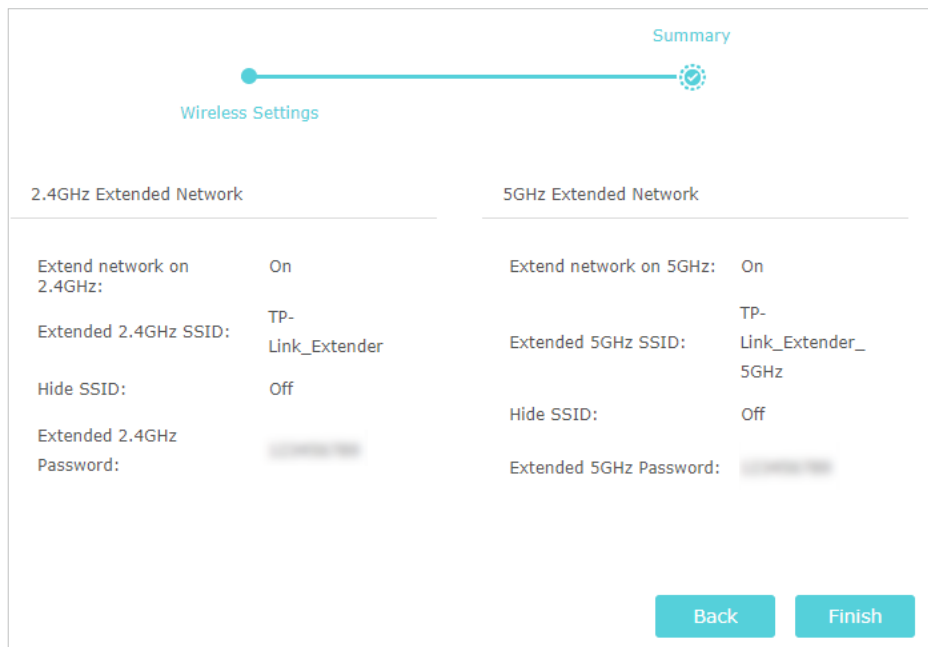 Summary
Wireless Settings
2.4GHz Extended Network
Extend network on
2.4GHz:
On
Extended 2.4GHz SSID:
TP-
Link_Extender
Hide SSID:
Off
Extended 2.4GHz
Password:
5GHz Extended Network
Extend network on 5GHz:
On
Extended 5GHz SSID:
TP-
Link_Extender_
5GHz
Hide SSID:
Off
Extended 5GHz Password:
Back
Finish